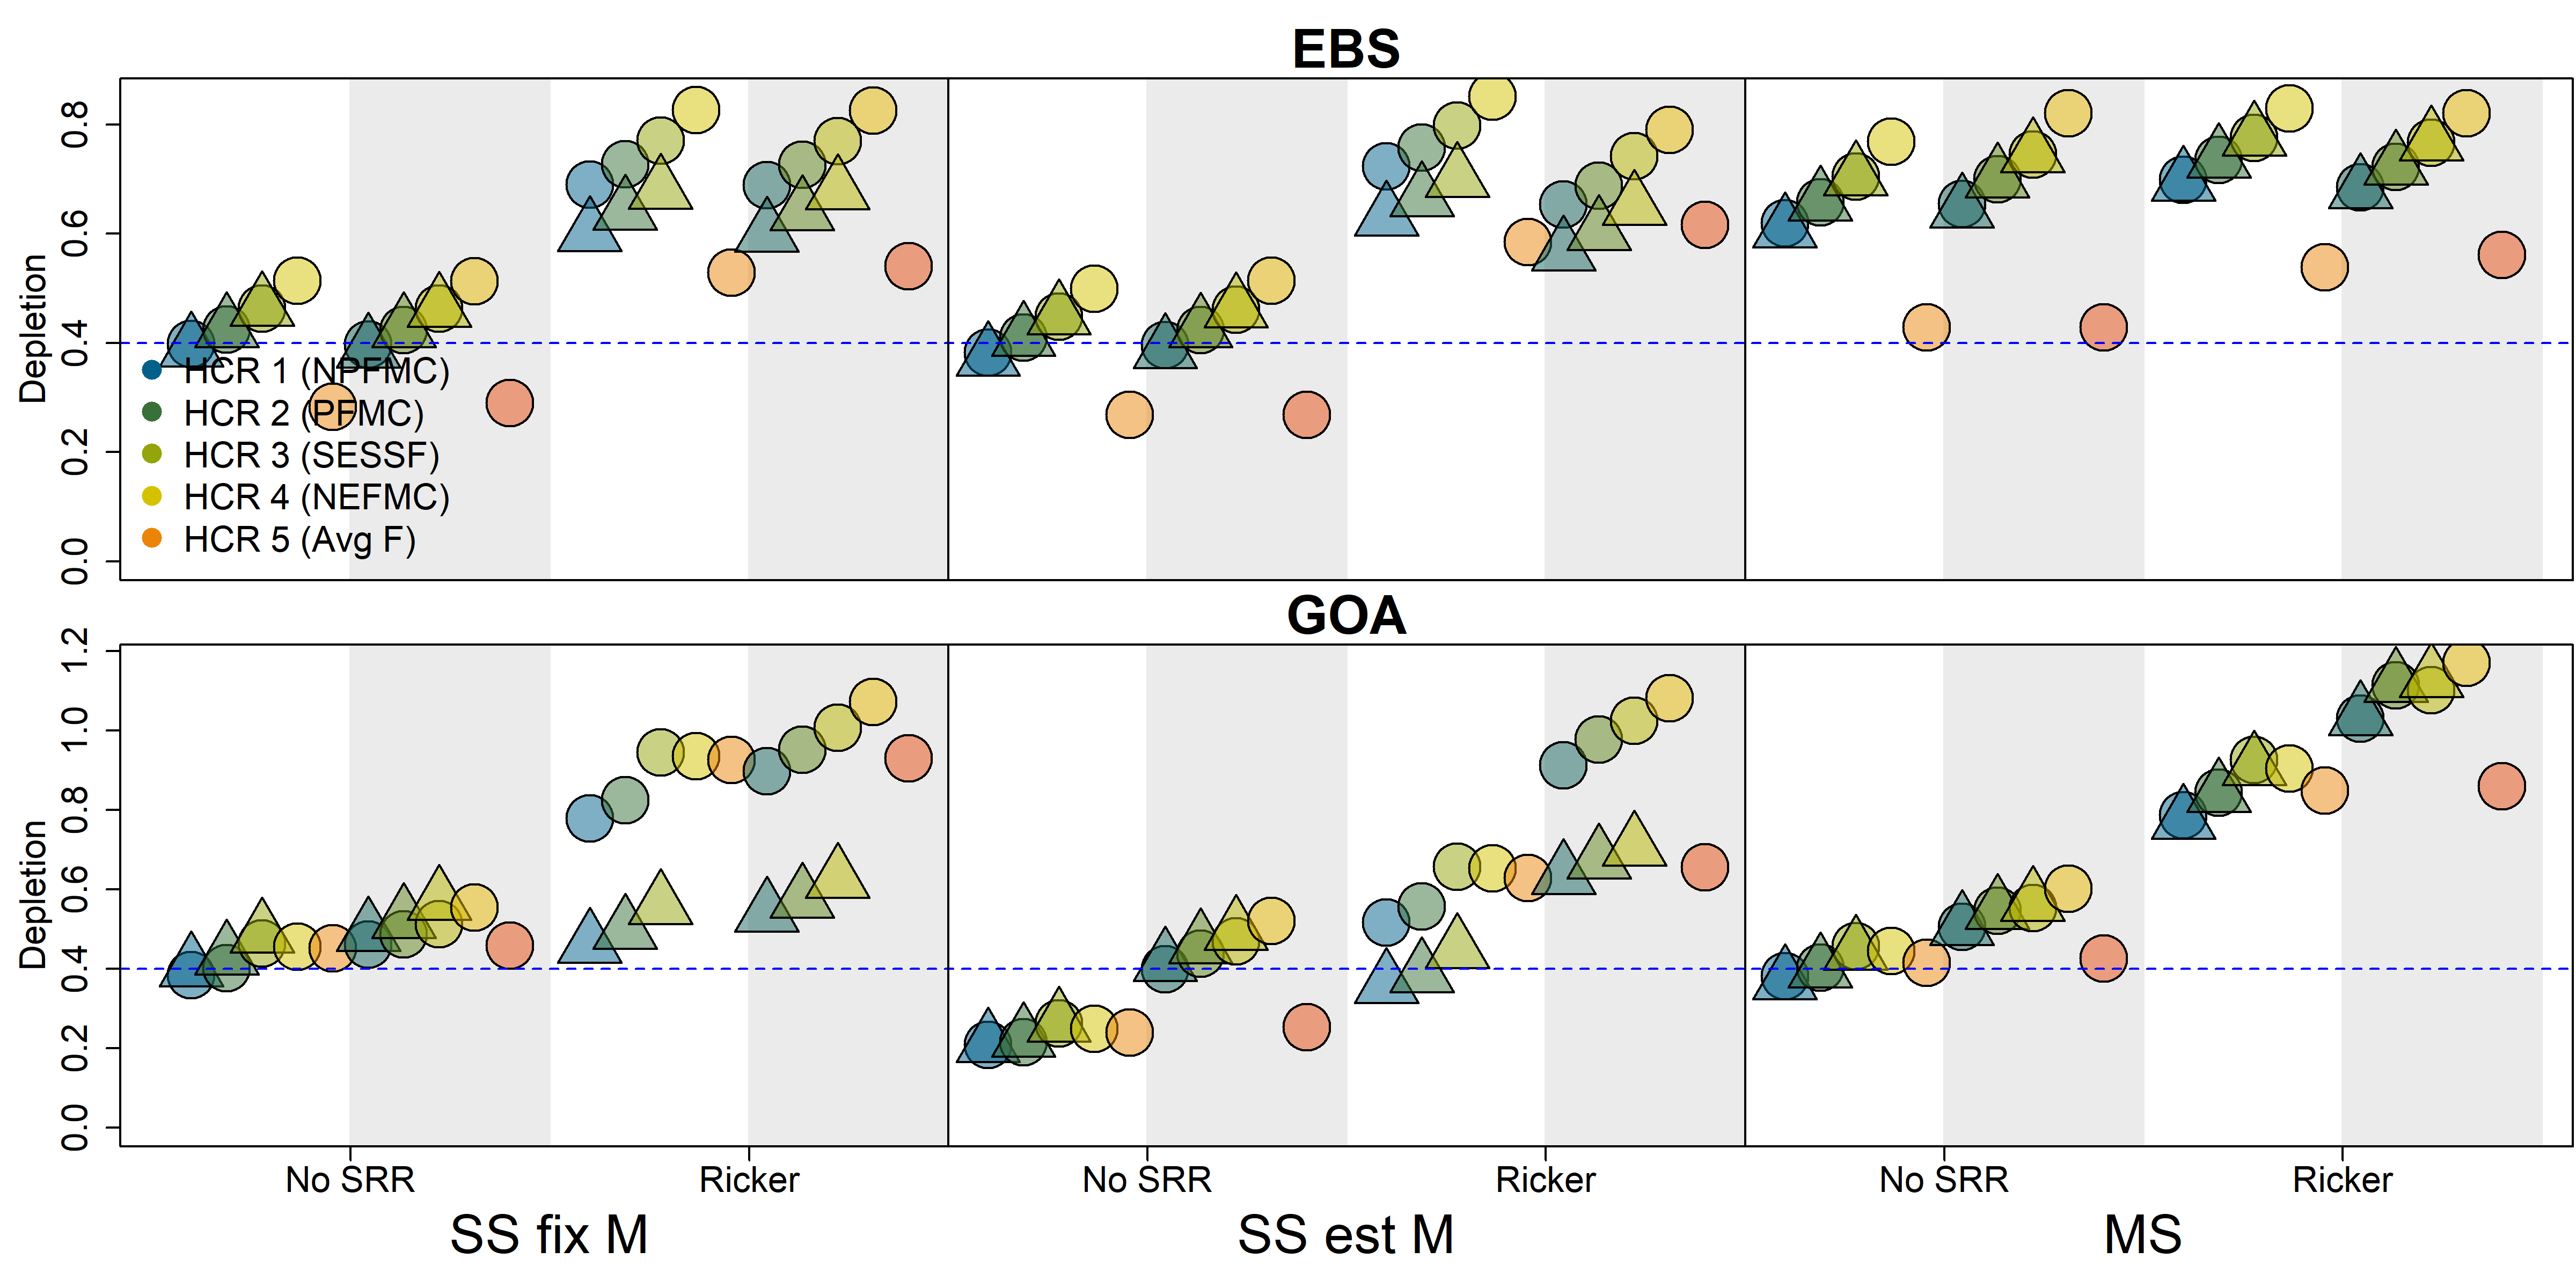 EBS
0.8
0.6
0.4
0.2
0.0
Depletion
HCR 1 (NPFMC)
HCR 2 (PFMC)
HCR 3 (SESSF)
HCR 4 (NEFMC)
HCR 5 (Avg F)
GOA
1.2
1.0
0.8
0.6
0.4
0.2
0.0
Depletion
No SRR Ricker No SRR Ricker No SRR Ricker
SS fix M SS est M MS